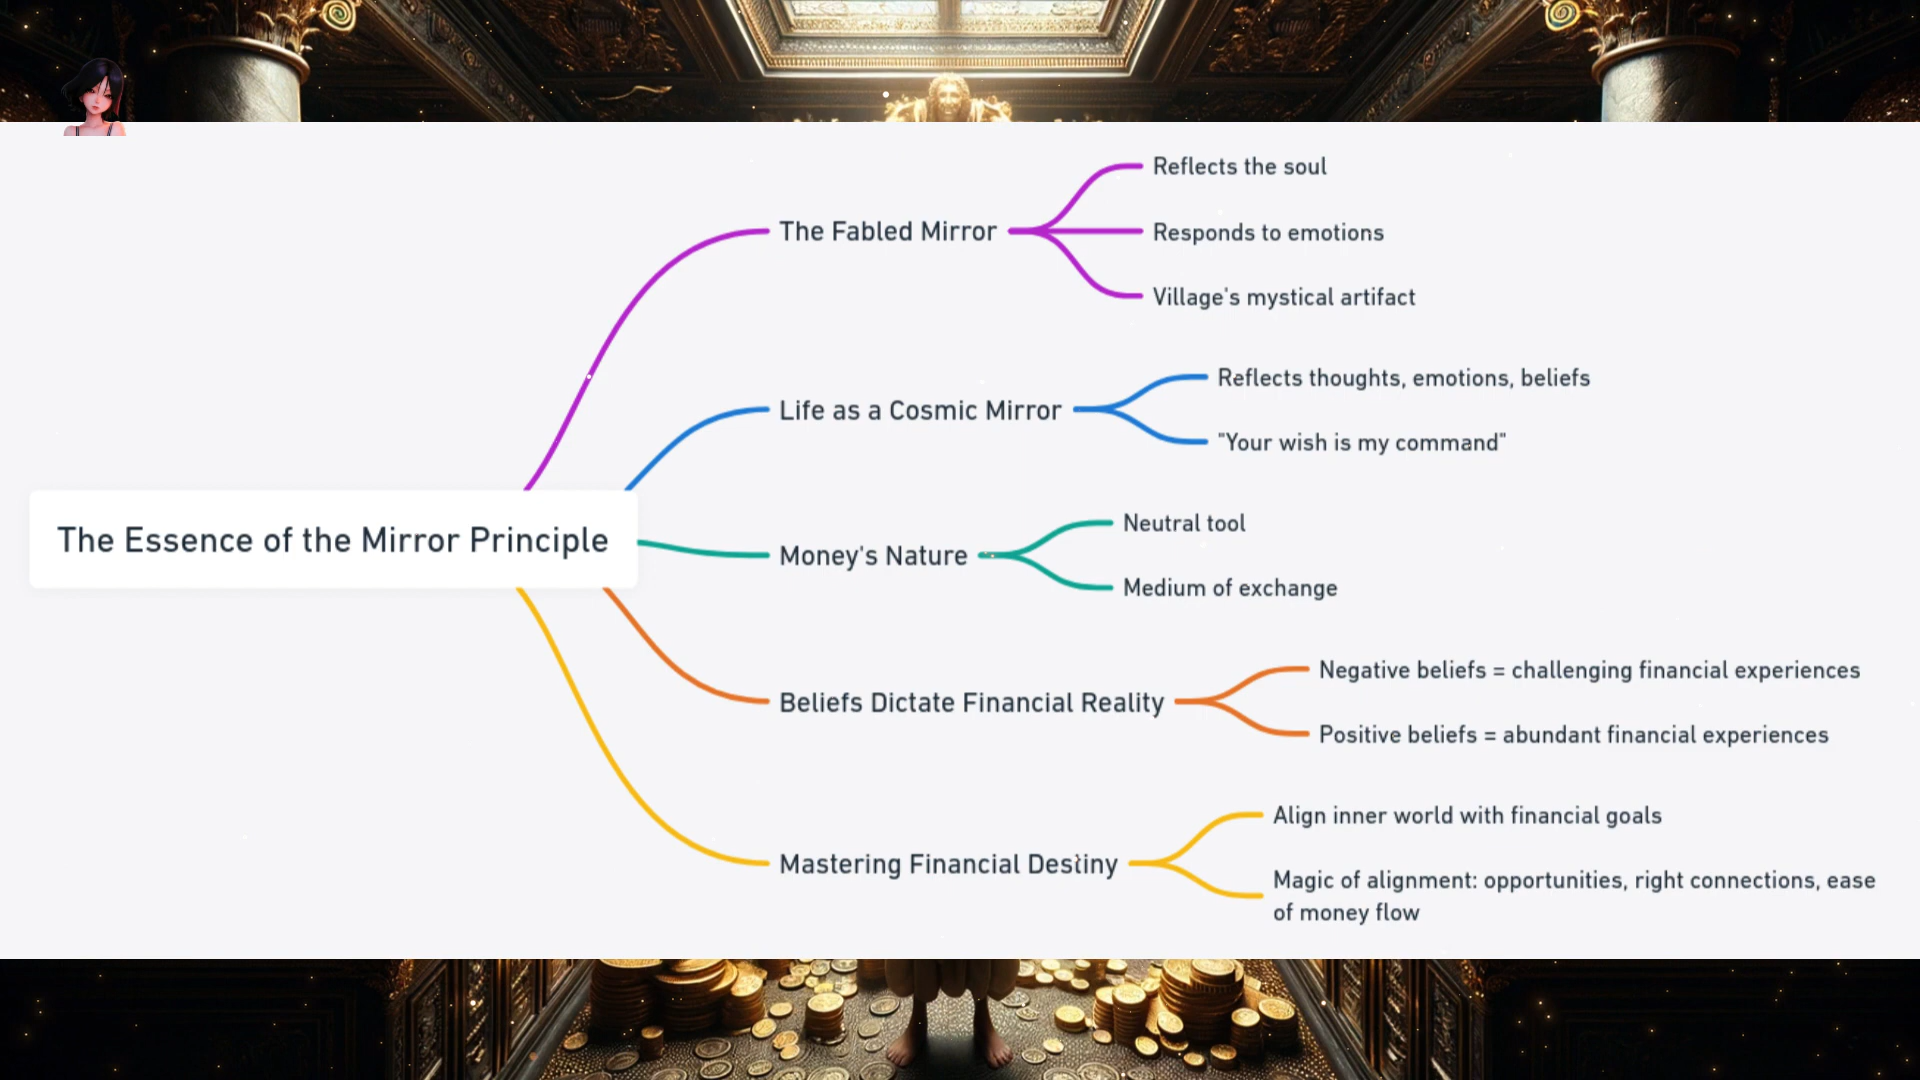 The Essence of the Mirror Principle
The Fabled Mirror
Reflects the soul
Responds to emotions
Village's mystical artifact
Life as a Cosmic Mirror
Reflects thoughts, emotions, beliefs
"Your wish is my command"
Money's Nature
Neutral tool
Medium of exchange
Beliefs Dictate Financial Reality
Negative beliefs = challenging financial experiences
Positive beliefs = abundant financial experiences
Mastering Financial Destiny
Align inner world with financial goals
Magic of alignment: opportunities, right connections, ease
of money flow